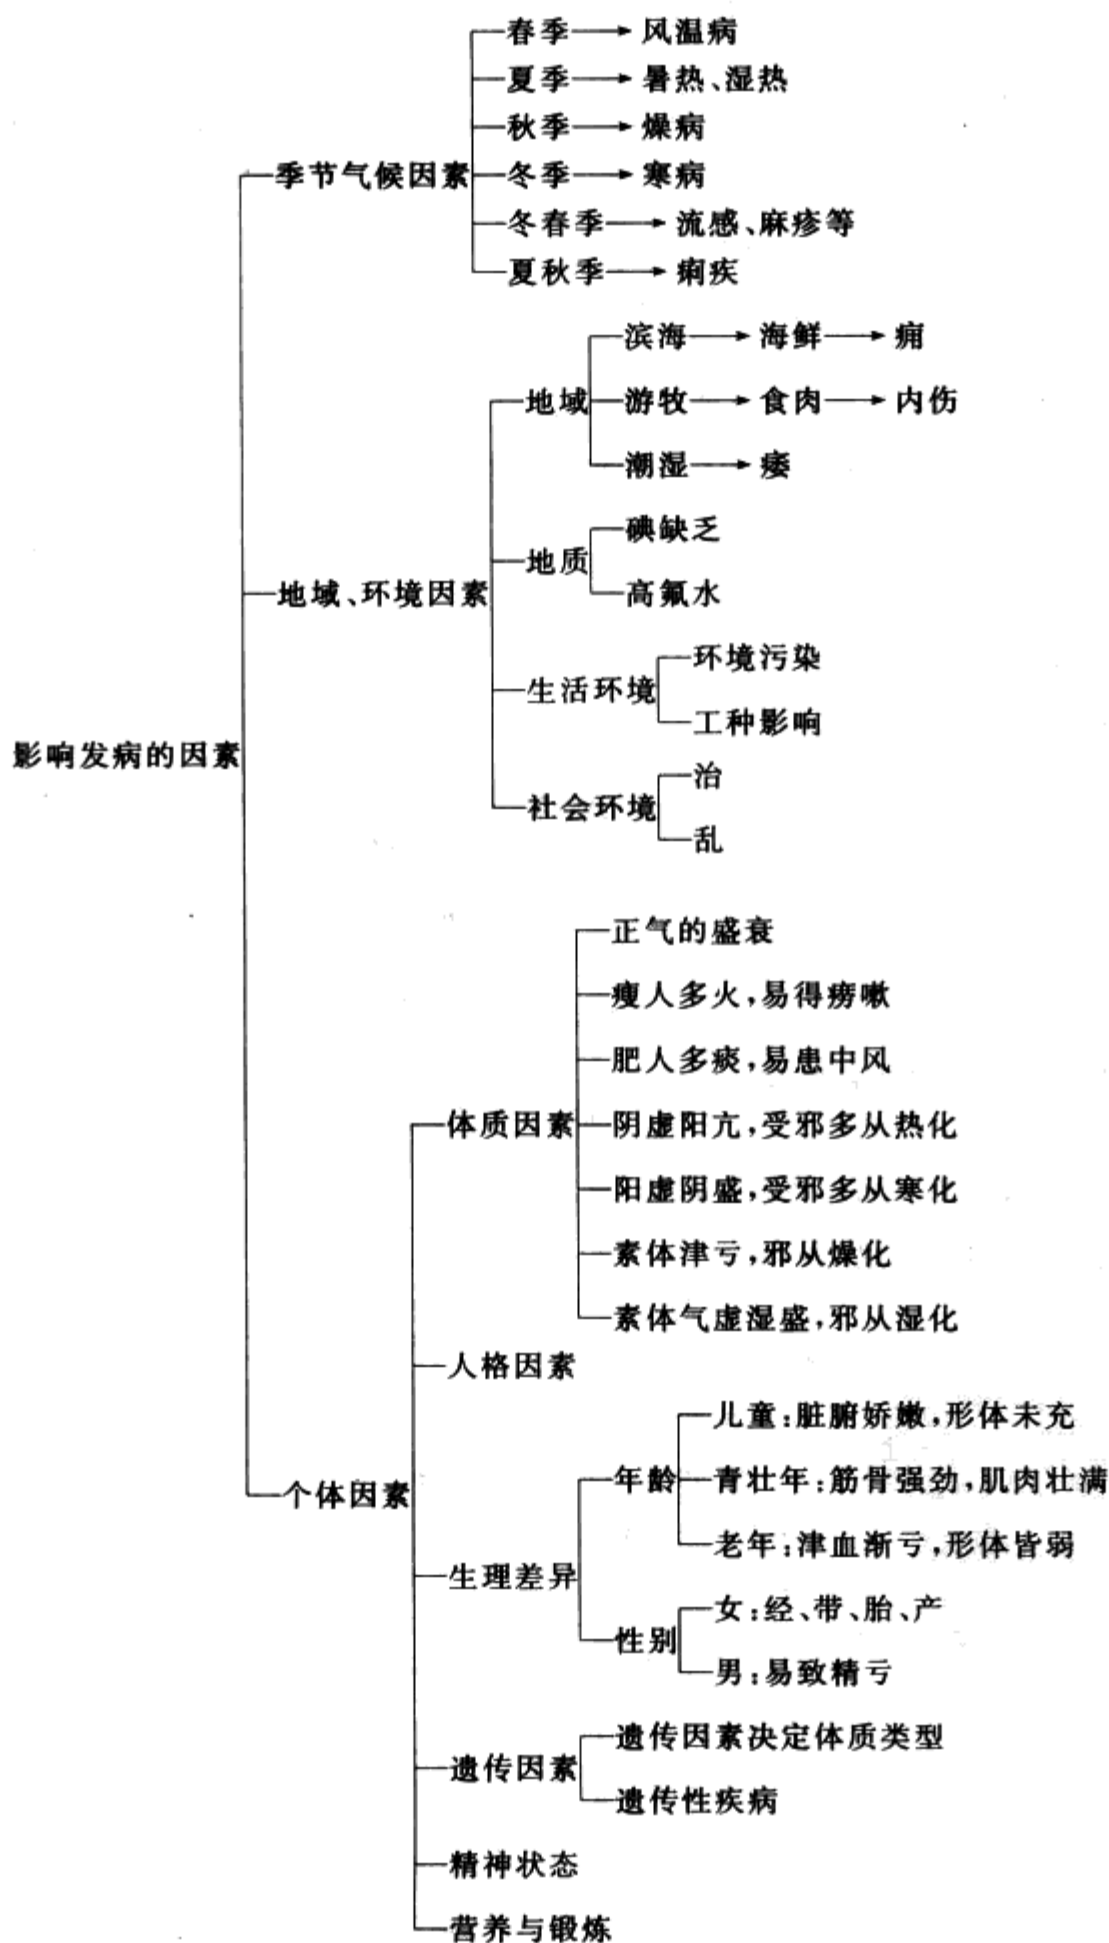 影响发病的因素
季节气候因素
春季→风温病
夏季→暑热、湿热
秋季→燥病
冬季→寒病
冬春季→流感、麻疹等
夏秋季→痢疾
地域、环境因素
地域
滨海→海鲜→痈
游牧→食肉→内伤
潮湿→痿
地质
碘缺乏
高氟水
生活环境
环境污染
工种影响
社会环境
治
乱
个体因素
体质因素
正气的盛衰
瘦人多火,易得痨嗽
肥人多痰,易患中风
阴虚阳亢,受邪多从热化
阳虚阴盛,受邪多从寒化
素体津亏,邪从燥化
素体气虚湿盛,邪从湿化
人格因素
生理差异
年龄
儿童:脏腑娇嫩,形体未充
青壮年:筋骨强劲,肌肉壮满
老年:津血渐亏,形体皆弱
性别
女:经、带、胎、产
男:易致精亏
遗传因素
遗传因素决定体质类型
遗传性疾病
精神状态
营养与锻炼